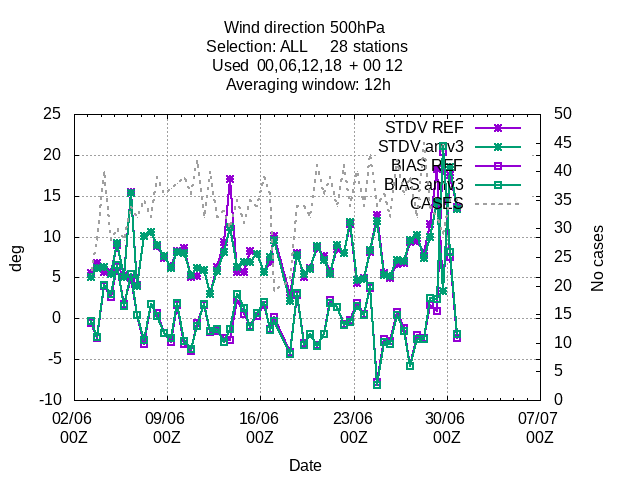 Wind direction 500hPa
Selection: ALL     28 stations
Used  00,06,12,18  + 00 12
Averaging window: 12h
25
20
15
10
5
0
-5
-10
deg
50
45
40
35
30
25
20
15
10
5
0
No cases
STDV REF
STDV amv3
BIAS REF
BIAS amv3
CASES
02/06 00Z
09/06 00Z
16/06 00Z
23/06 00Z
30/06 00Z
07/07 00Z
Date